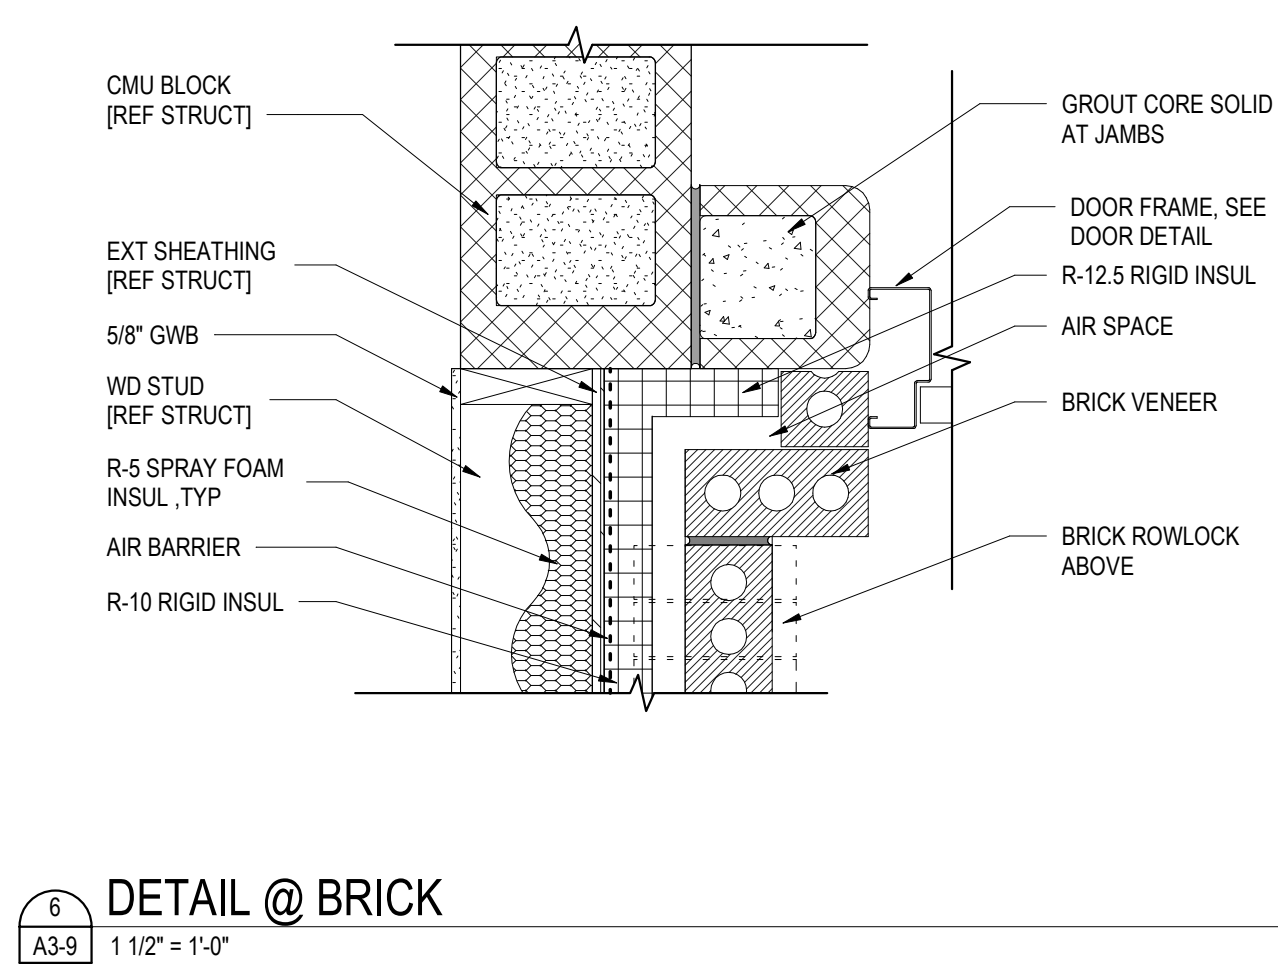 CMU BLOCK
[REF STRUCT]
EXT SHEATHING
[REF STRUCT]
5/8" GWB
WD STUD
[REF STRUCT]
R-5 SPRAY FOAM
INSUL ,TYP
AIR BARRIER
R-10 RIGID INSUL
GROUT CORE SOLID
AT JAMBS
DOOR FRAME, SEE
DOOR DETAIL
R-12.5 RIGID INSUL
AIR SPACE
BRICK VENEER
BRICK ROWLOCK
ABOVE
6
DETAIL @ BRICK
A3-9
1 1/2" = 1'-0"